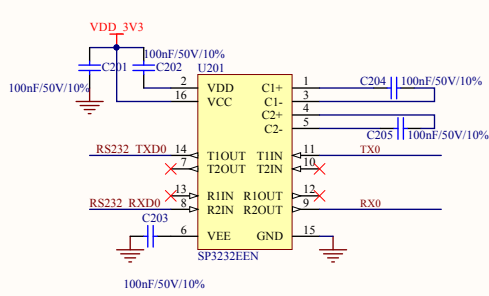 VDD_3V3
100nF/50V/10%
C201 C202
U201
100nF/50V/10%
2 VDD C1+ 1 C204 100nF/50V/10%
16 VCC C1- 3
C2+ 4
C2- 5
C205 100nF/50V/10%
RS232_TXD0 14 T1OUT T1IN 11 TX0
7 T2OUT T2IN 10
13 R1IN R1OUT 12
RS232_RXD0 8 R2IN R2OUT 9 RX0
C203
6 VEE GND 15
SP3232EEN
100nF/50V/10%